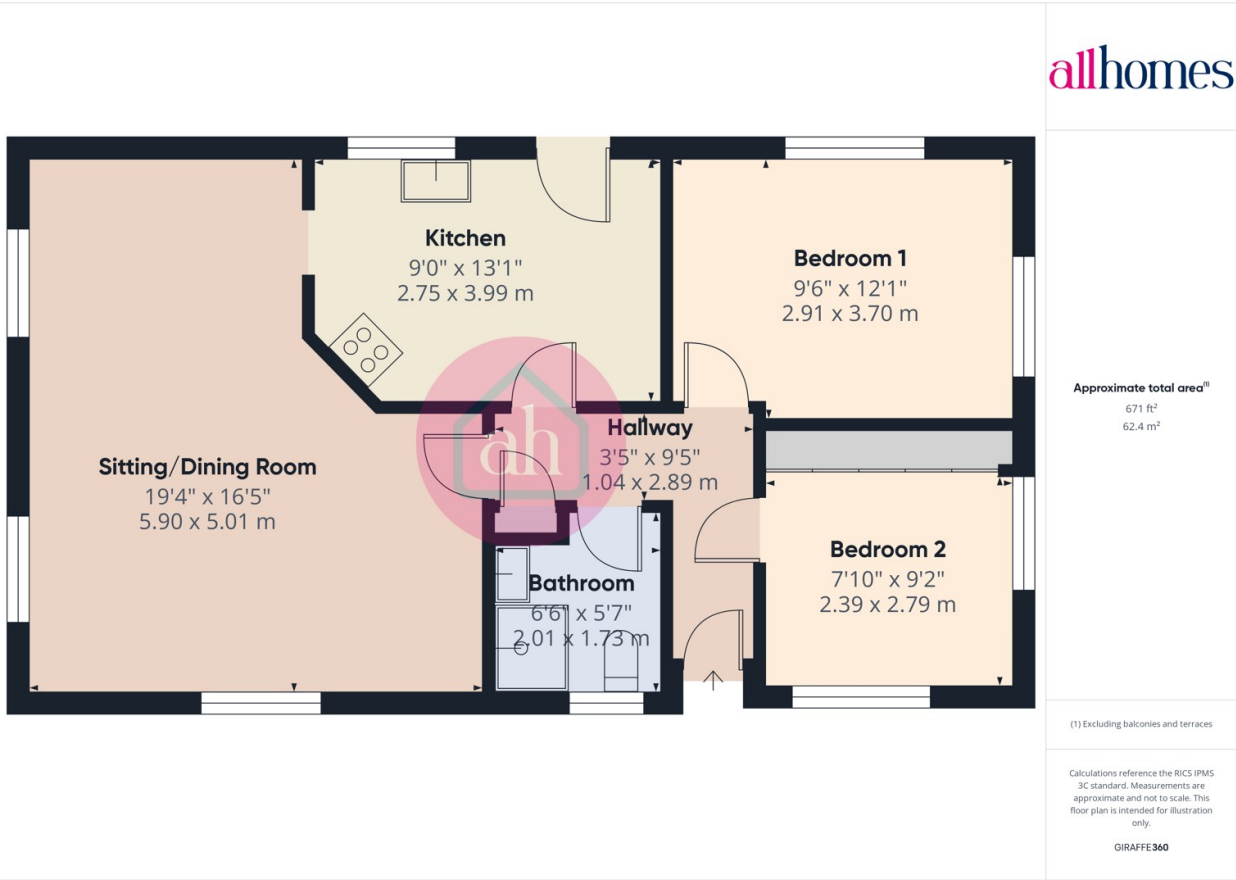 allhomes
Kitchen
9'0" x 13'1"
2.75 x 3.99 m
Bedroom 1
9'6" x 12'1"
2.91 x 3.70 m
Sitting/Dining Room
19'4" x 16'5"
5.90 x 5.01 m
ah
Hallway
3'5" x 9'5"
1.04 x 2.89 m
Bathroom
6'6" x 5'7"
2.01 x 1.73 m
Bedroom 2
7'10" x 9'2"
2.39 x 2.79 m
Approximate total area⁽¹⁾
671 ft²
62.4 m²
(1) Excluding balconies and terraces
Calculations reference the RICS IPMS
3C standard. Measurements are
approximate and not to scale. This
floor plan is intended for illustration
only.
GIRAFFE360